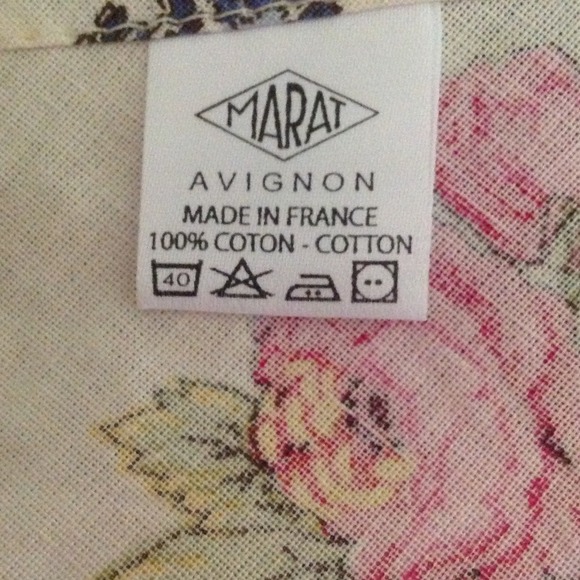 MARAT
AVIGNON
MADE IN FRANCE
100% COTON - COTTON
40